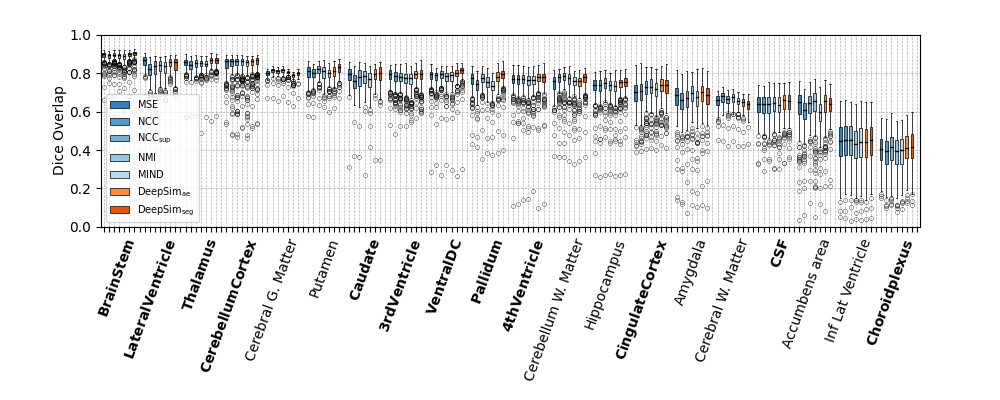 1.0
0.8
0.6
0.4
0.2
0.0
Dice Overlap
MSE
NCC
NCCsup
NMI
MIND
DeepSimae
DeepSimseg
BrainStem
LateralVentricle
Thalamus
CerebellumCortex
Cerebral G. Matter
Putamen
Caudate
3rdVentricle
VentralDC
Pallidum
4thVentricle
Cerebellum W. Matter
Hippocampus
CingulateCortex
Amygdala
Cerebral W. Matter
CSF
Accumbens area
Inf Lat Ventricle
Choroidplexus